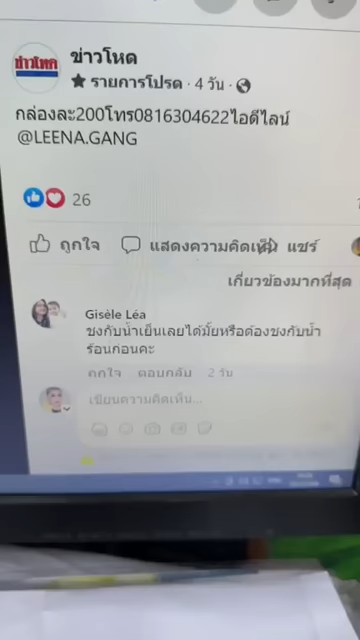 ข่าวโหด
ข่าวโหด
รายการโปรด · 4 วัน ·
กล่องละ200โทร0816304622ไอดีไลน์
@LEENA.GANG
26
ถูกใจ แสดงความคิดเห็น แชร์
เกี่ยวข้องมากที่สุด
Gisèle Léa
ชงกับน้ำเย็นเลยได้มั้ยหรือต้องชงกับน้ำ
ร้อนก่อนคะ
ถูกใจ ตอบกลับ 2 วัน
เขียนความคิดเห็น...